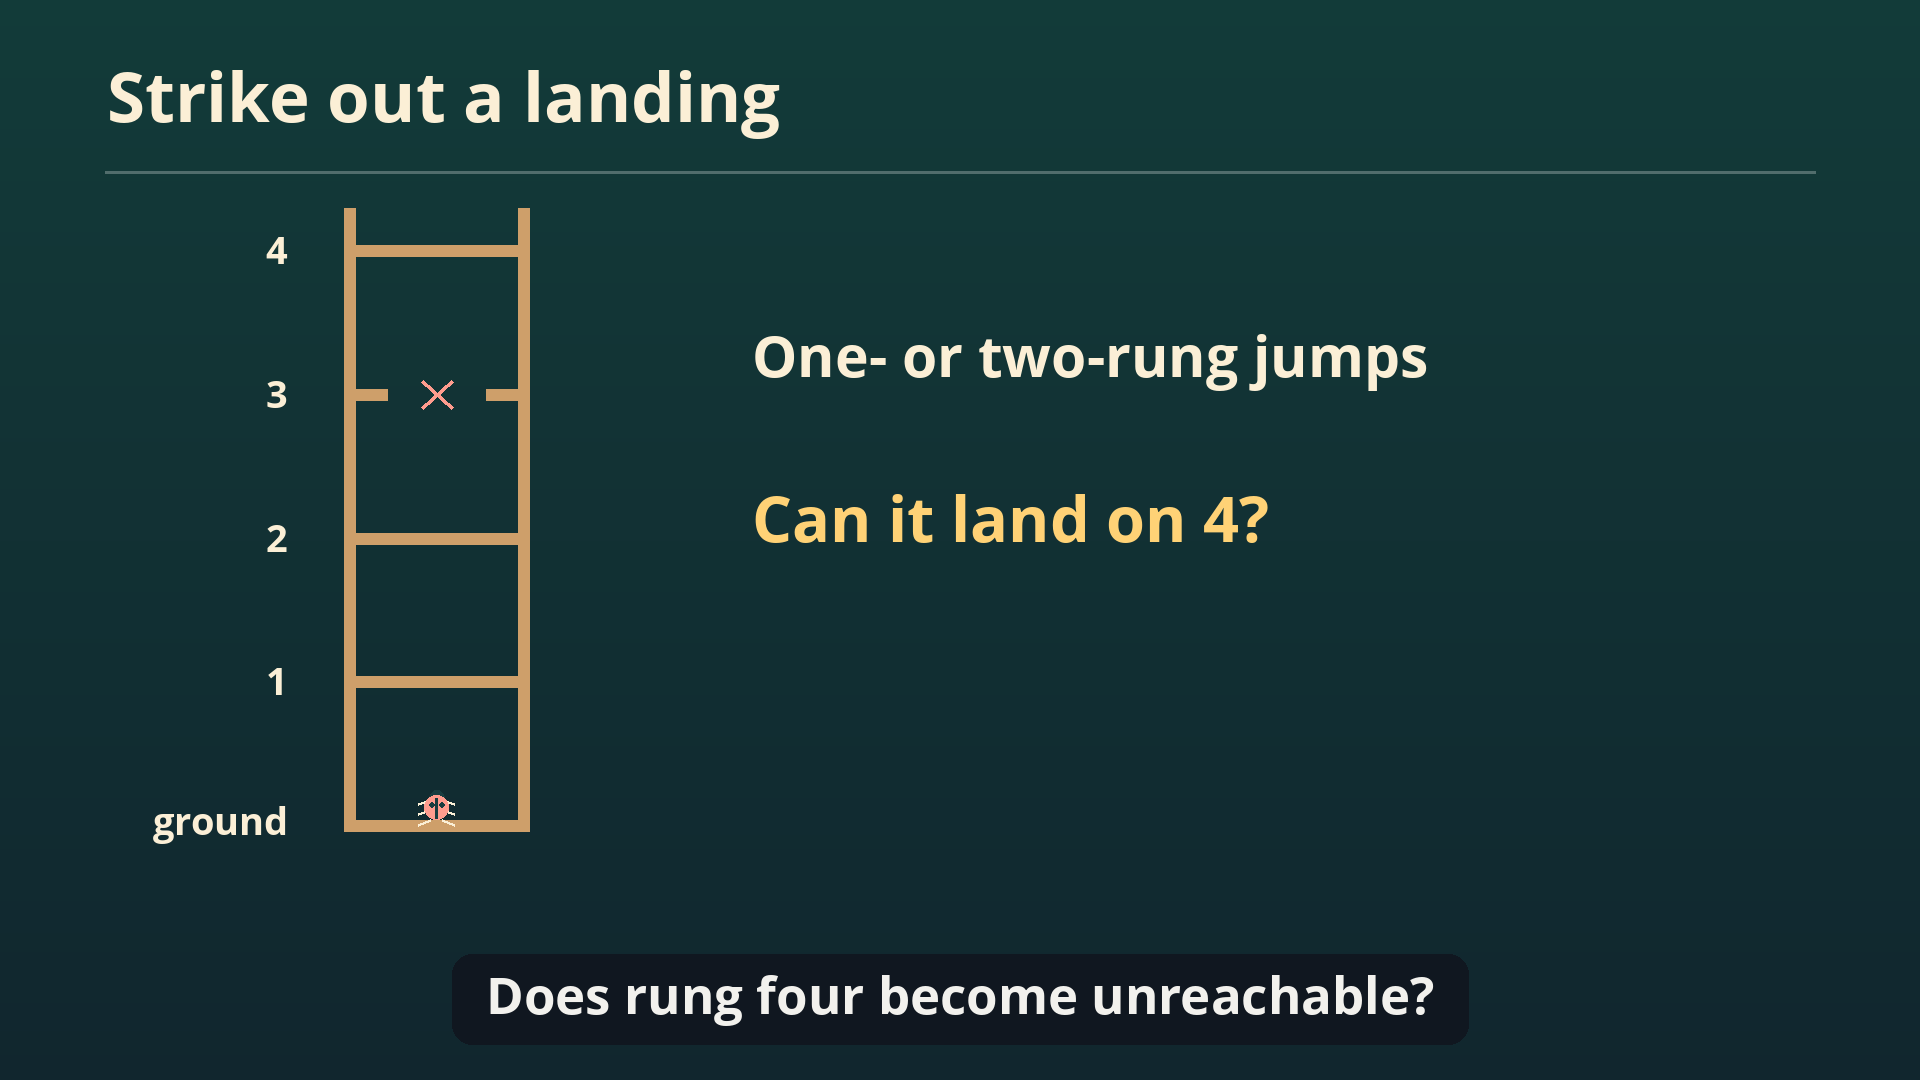 Strike out a landing
4
3
One- or two-rung jumps
Can it land on 4?
2
1
ground
Does rung four become unreachable?